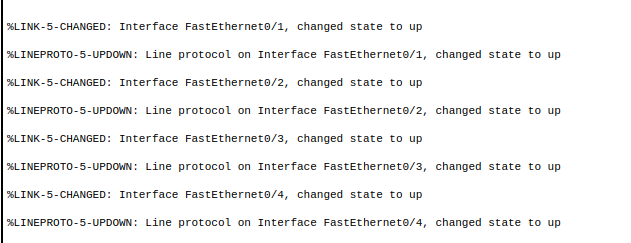 %LINK-5-CHANGED: Interface FastEthernet0/1, changed state to up
%LINEPROTO-5-UPDOWN: Line protocol on Interface FastEthernet0/1, changed state to up
%LINK-5-CHANGED: Interface FastEthernet0/2, changed state to up
%LINEPROTO-5-UPDOWN: Line protocol on Interface FastEthernet0/2, changed state to up
%LINK-5-CHANGED: Interface FastEthernet0/3, changed state to up
%LINEPROTO-5-UPDOWN: Line protocol on Interface FastEthernet0/3, changed state to up
%LINK-5-CHANGED: Interface FastEthernet0/4, changed state to up
%LINEPROTO-5-UPDOWN: Line protocol on Interface FastEthernet0/4, changed state to up